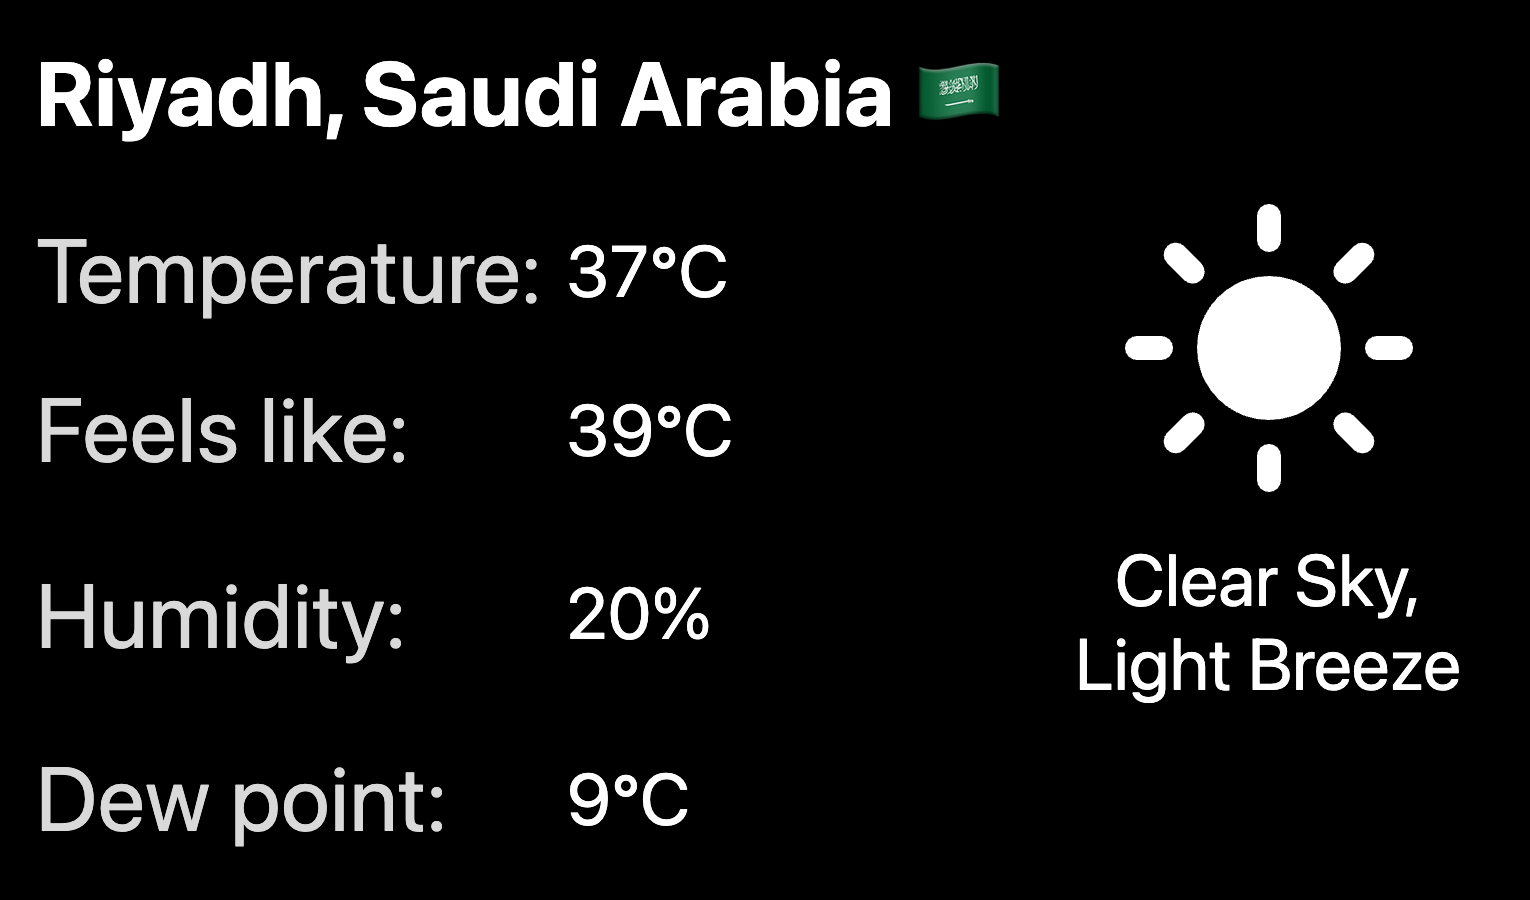 Riyadh, Saudi Arabia 🇸🇦
Temperature: 37°C
Feels like: 39°C
Humidity: 20%
Dew point: 9°C
Clear Sky,
Light Breeze